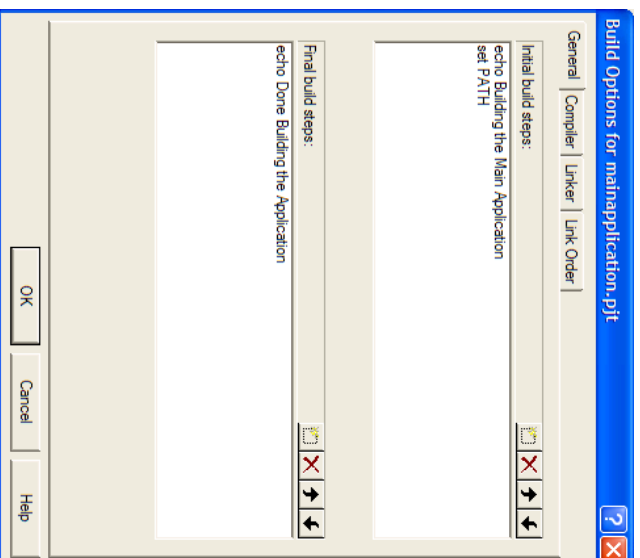 Build Options for mainapplication.pjt
General Compiler Linker Link Order
Initial build steps:
echo Building the Main Application
set PATH
Final build steps:
echo Done Building the Application
OK Cancel Help